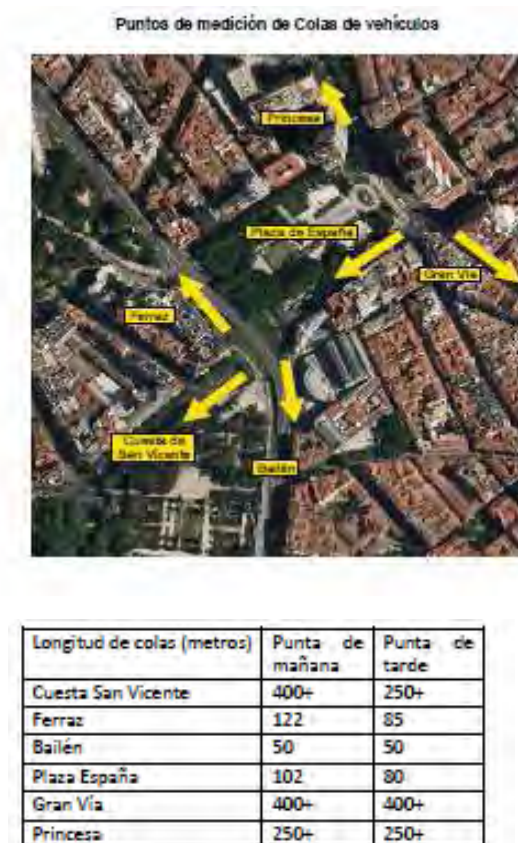 Puntos de medición de Colas de vehículos
Princesa
Plaza de España
Gran Vía
Ferraz
Cuesta de
San Vicente
Bailén
Longitud de colas (metros) Punta de mañana Punta de tarde
Cuesta San Vicente 400+ 250+
Ferraz 122 85
Bailén 50 50
Plaza España 102 80
Gran Vía 400+ 400+
Princesa 250+ 250+